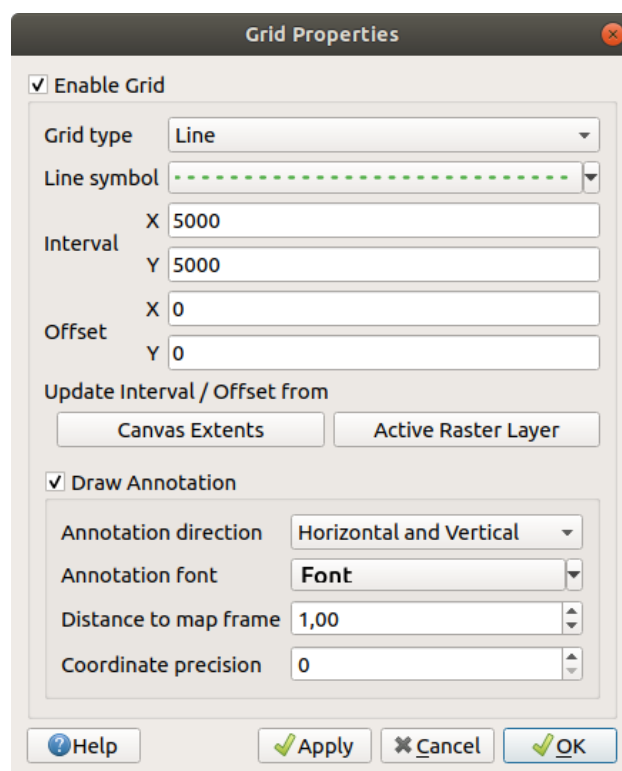 Grid Properties
Enable Grid
Grid type Line
Line symbol
Interval
X 5000
Y 5000
Offset
X 0
Y 0
Update Interval / Offset from
Canvas Extents Active Raster Layer
Draw Annotation
Annotation direction Horizontal and Vertical
Annotation font Font
Distance to map frame 1,00
Coordinate precision 0
Help Apply Cancel OK